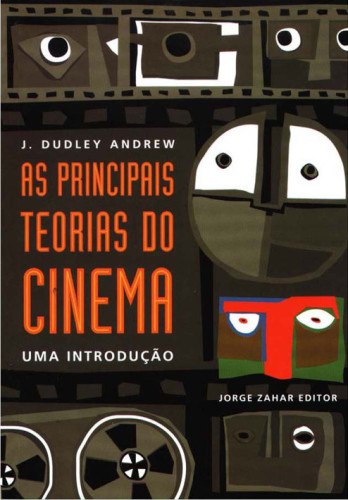 J. DUDLEY ANDREW
AS PRINCIPAIS
TEORIAS DO
CINEMA
UMA INTRODUÇÃO
JORGE ZAHAR EDITOR